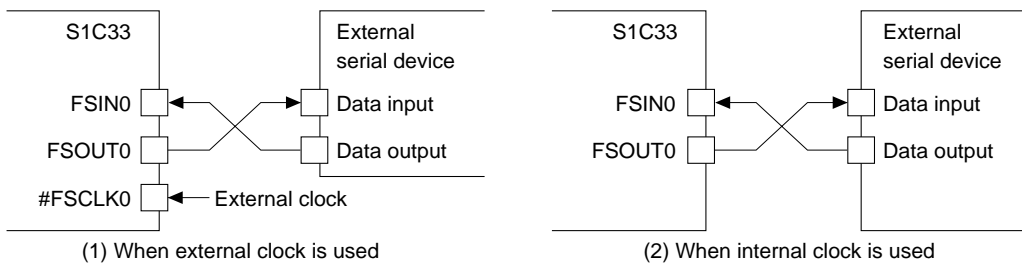 S1C33
External
serial device
FSIN0
Data input
FSOUT0
Data output
#FSCLK0
External clock
(1) When external clock is used
S1C33
External
serial device
FSIN0
Data input
FSOUT0
Data output
(2) When internal clock is used